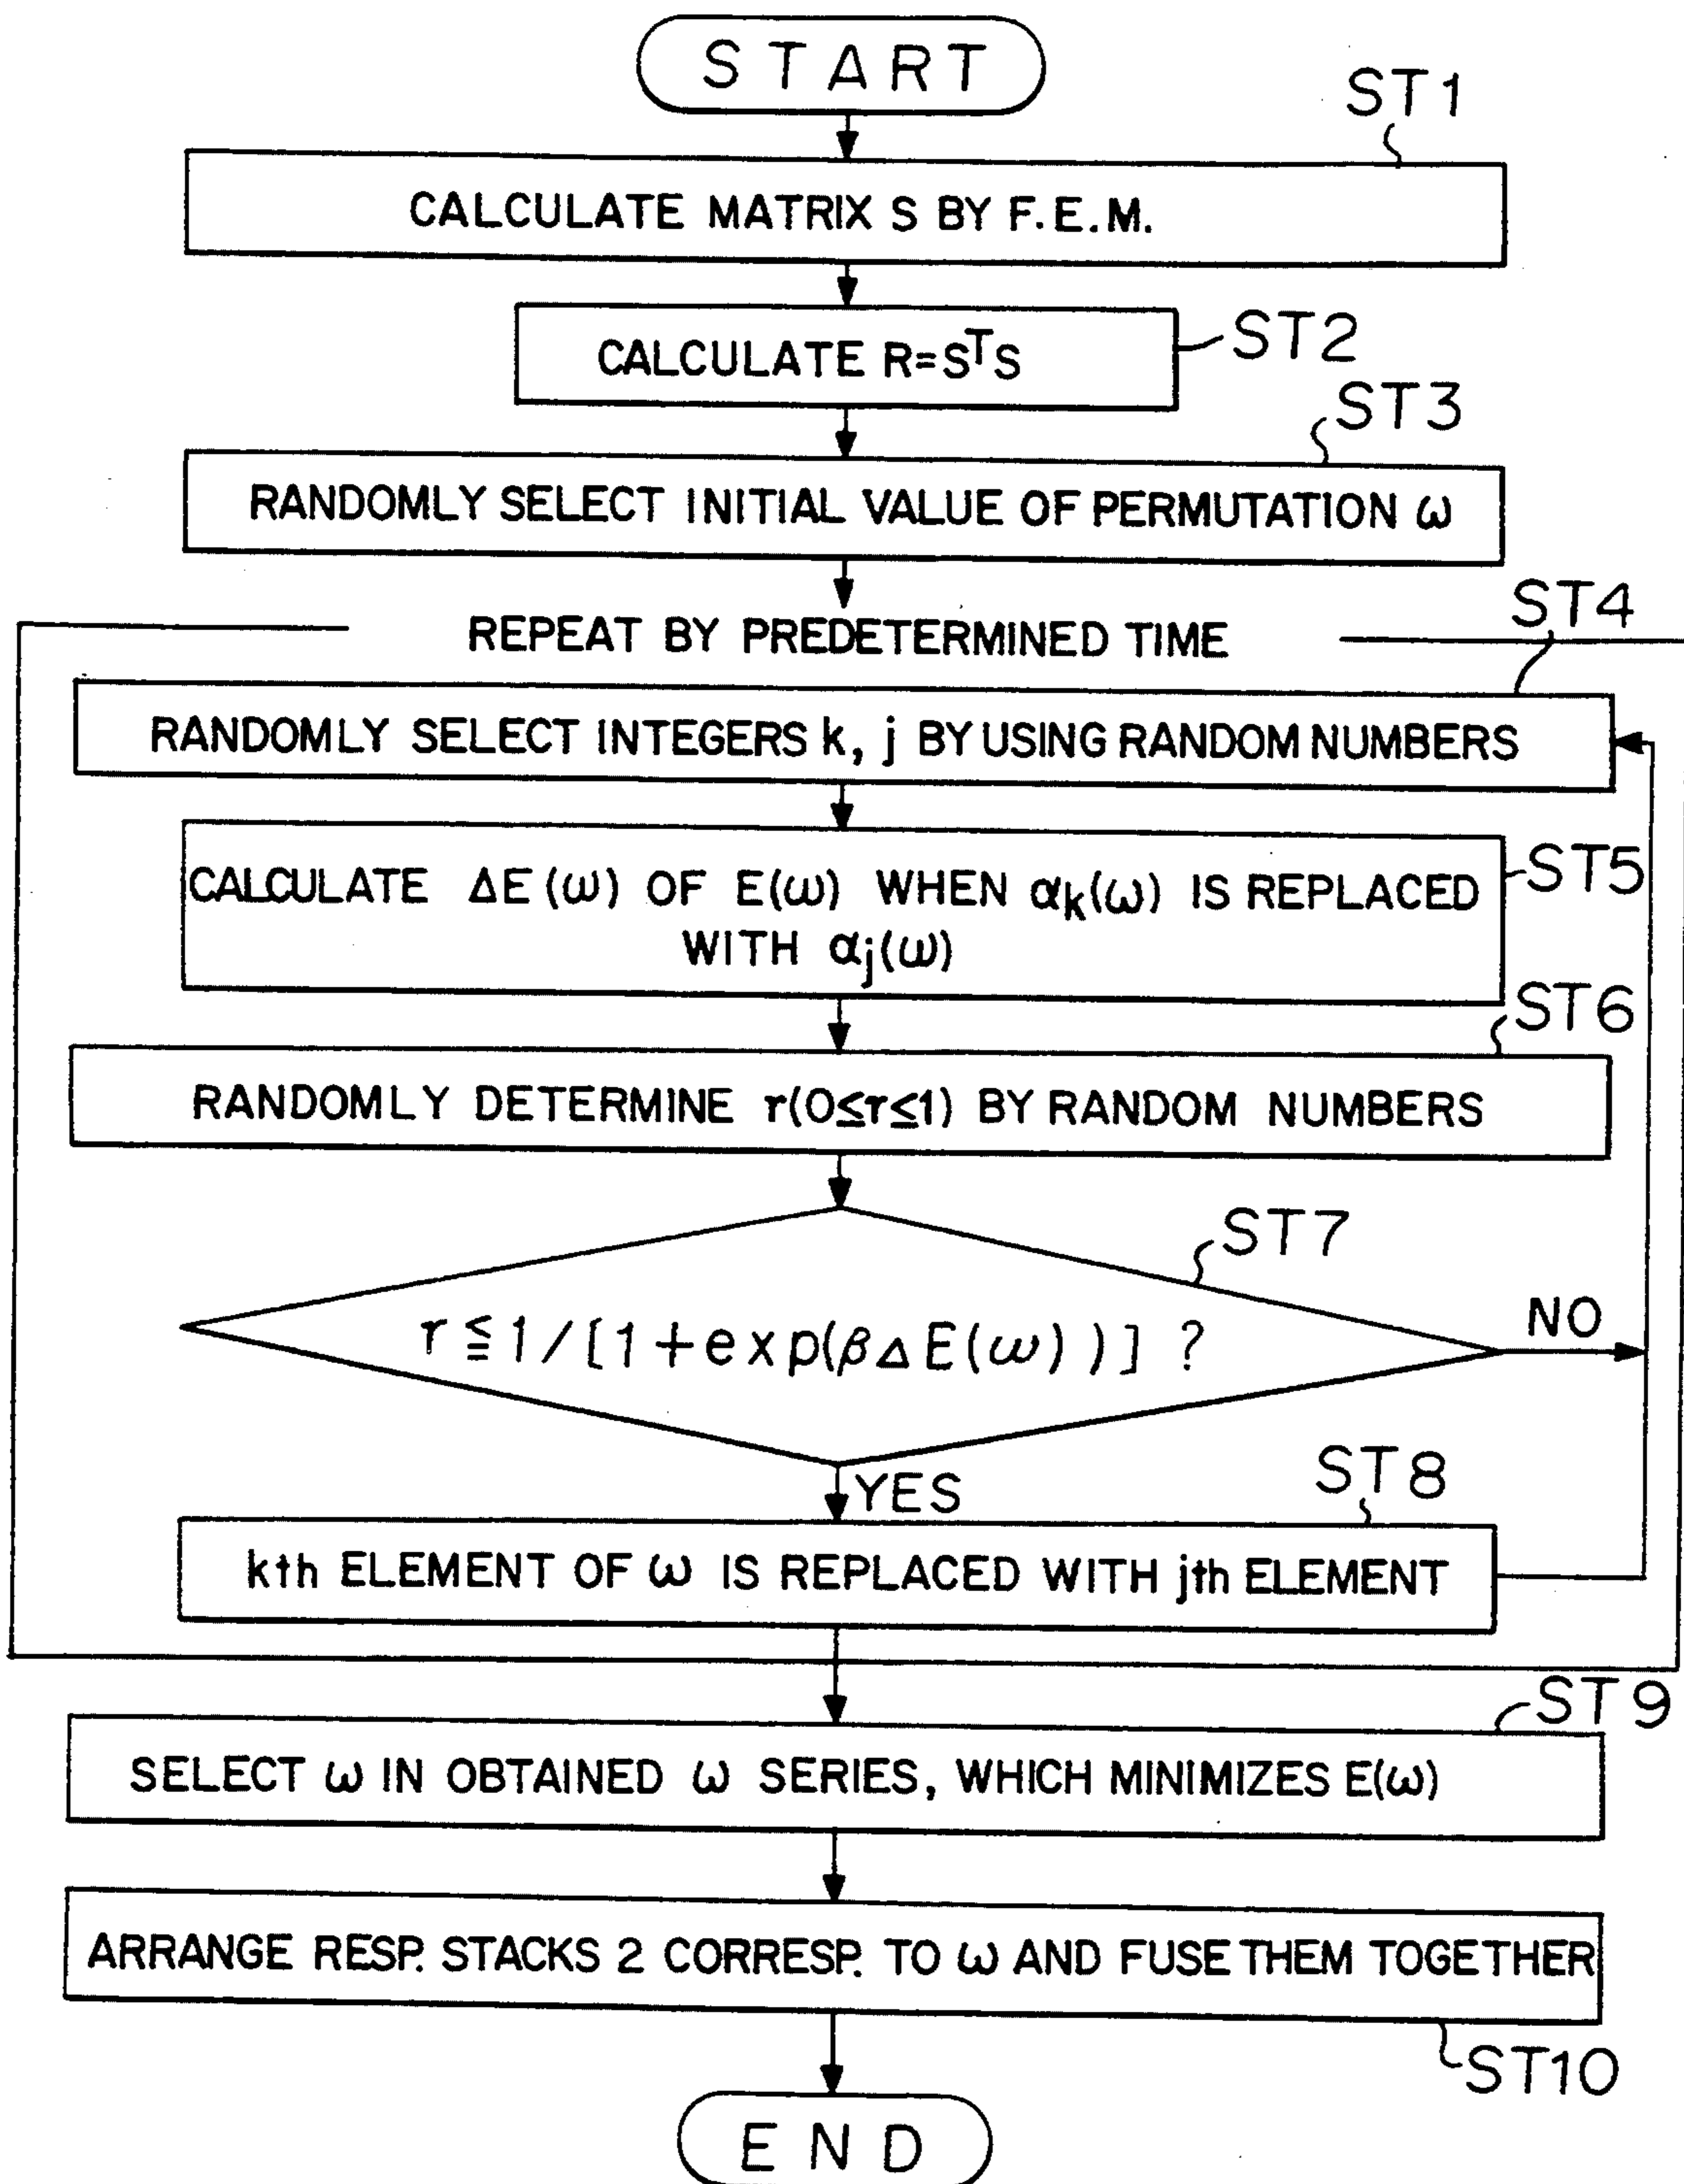 START
ST1
CALCULATE MATRIX S BY F.E.M.
CALCULATE R=SᵀS
ST2
ST3
RANDOMLY SELECT INITIAL VALUE OF PERMUTATION ω
ST4
REPEAT BY PREDETERMINED TIME
RANDOMLY SELECT INTEGERS k, j BY USING RANDOM NUMBERS
CALCULATE ΔE(ω) OF E(ω) WHEN αk(ω) IS REPLACED
WITH αj(ω)
ST5
ST6
RANDOMLY DETERMINE r(0≤r≤1) BY RANDOM NUMBERS
ST7
r ≦ 1/[1+exp(βΔE(ω))] ?
NO
YES
ST8
kth ELEMENT OF ω IS REPLACED WITH jth ELEMENT
ST9
SELECT ω IN OBTAINED ω SERIES, WHICH MINIMIZES E(ω)
ARRANGE RESP. STACKS 2 CORRESP. TO ω AND FUSE THEM TOGETHER
ST10
END